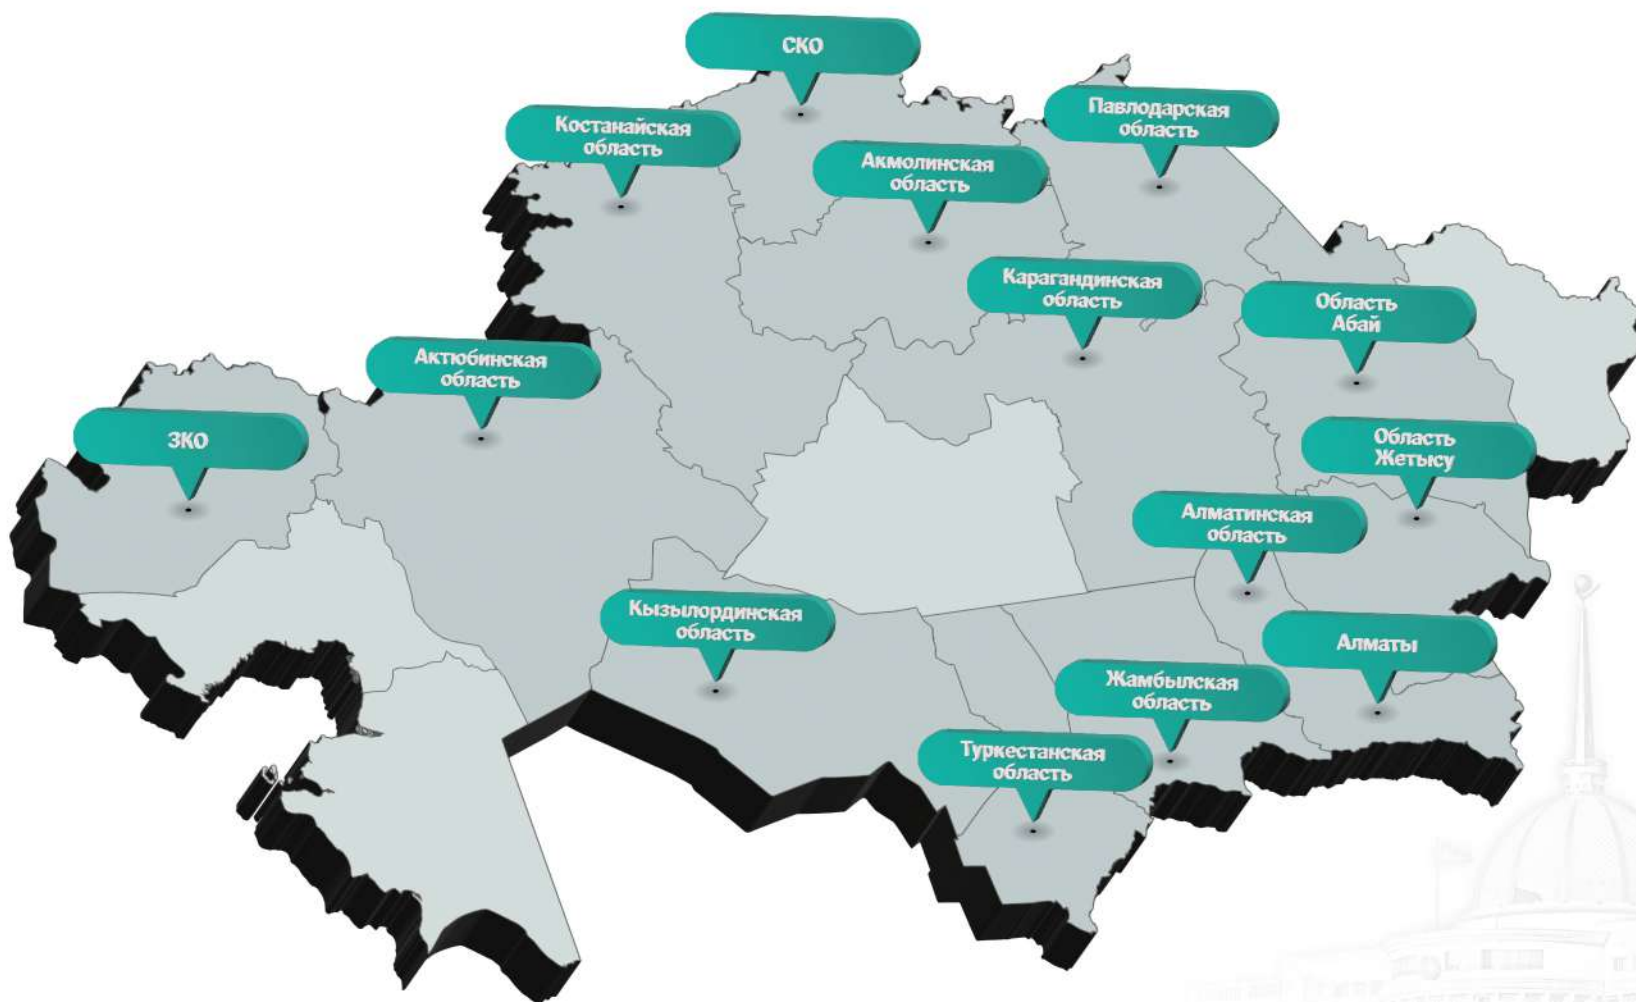 СКО
Костанайская
область
Павлодарская
область
Акмолинская
область
Карагандинская
область
Область
Абай
Актюбинская
область
ЗКО
Область
Жетысу
Алматинская
область
Кызылординская
область
Алматы
Жамбылская
область
Туркестанская
область